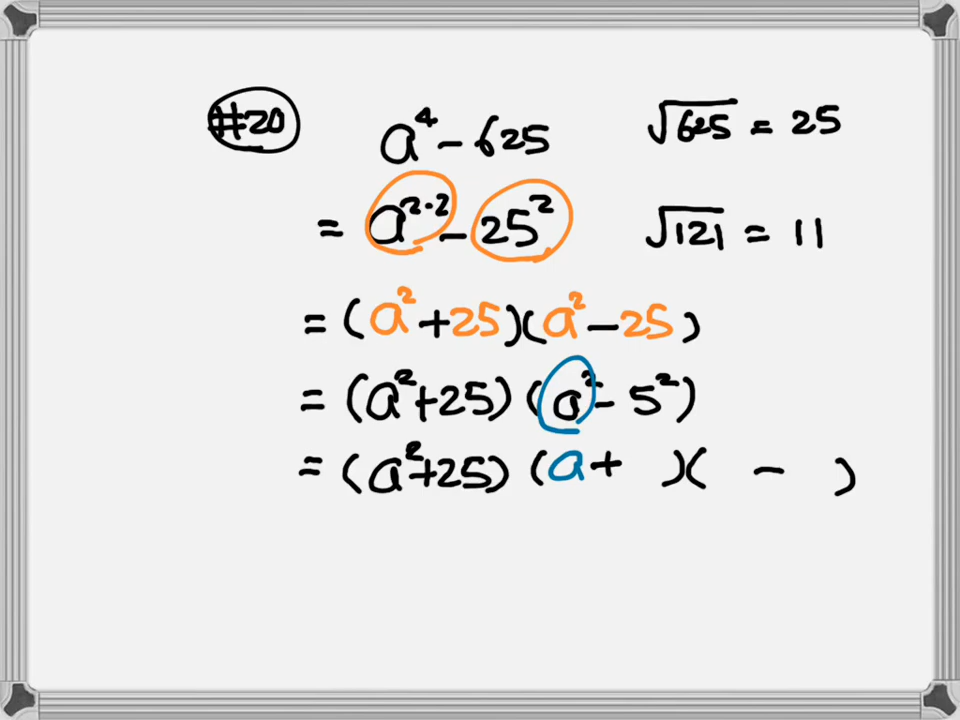 #20
a⁴ - 625
√625 = 25
= a²·² - 25²
√121 = 11
= (a² + 25)(a² - 25)
= (a² + 25) (a² - 5²)
= (a² + 25) (a + )( - )